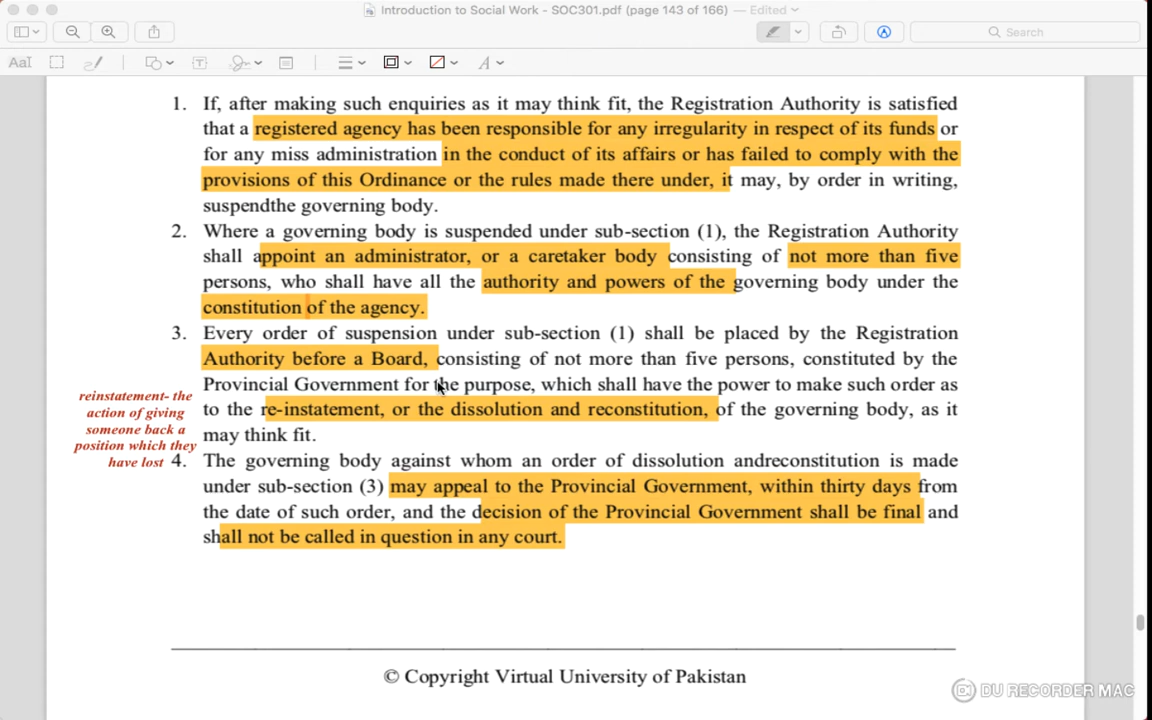 Introduction to Social Work - SOC301.pdf (page 143 of 166) — Edited
Search
AaI
T
A
1. If, after making such enquiries as it may think fit, the Registration Authority is satisfied
that a registered agency has been responsible for any irregularity in respect of its funds or
for any miss administration in the conduct of its affairs or has failed to comply with the
provisions of this Ordinance or the rules made there under, it may, by order in writing,
suspendthe governing body.
2. Where a governing body is suspended under sub-section (1), the Registration Authority
shall appoint an administrator, or a caretaker body consisting of not more than five
persons, who shall have all the authority and powers of the governing body under the
constitution of the agency.
3. Every order of suspension under sub-section (1) shall be placed by the Registration
Authority before a Board, consisting of not more than five persons, constituted by the
Provincial Government for the purpose, which shall have the power to make such order as
to the re-instatement, or the dissolution and reconstitution, of the governing body, as it
may think fit.
reinstatement- the
action of giving
someone back a
position which they
have lost
4. The governing body against whom an order of dissolution andreconstitution is made
under sub-section (3) may appeal to the Provincial Government, within thirty days from
the date of such order, and the decision of the Provincial Government shall be final and
shall not be called in question in any court.
© Copyright Virtual University of Pakistan
DU RECORDER MAC